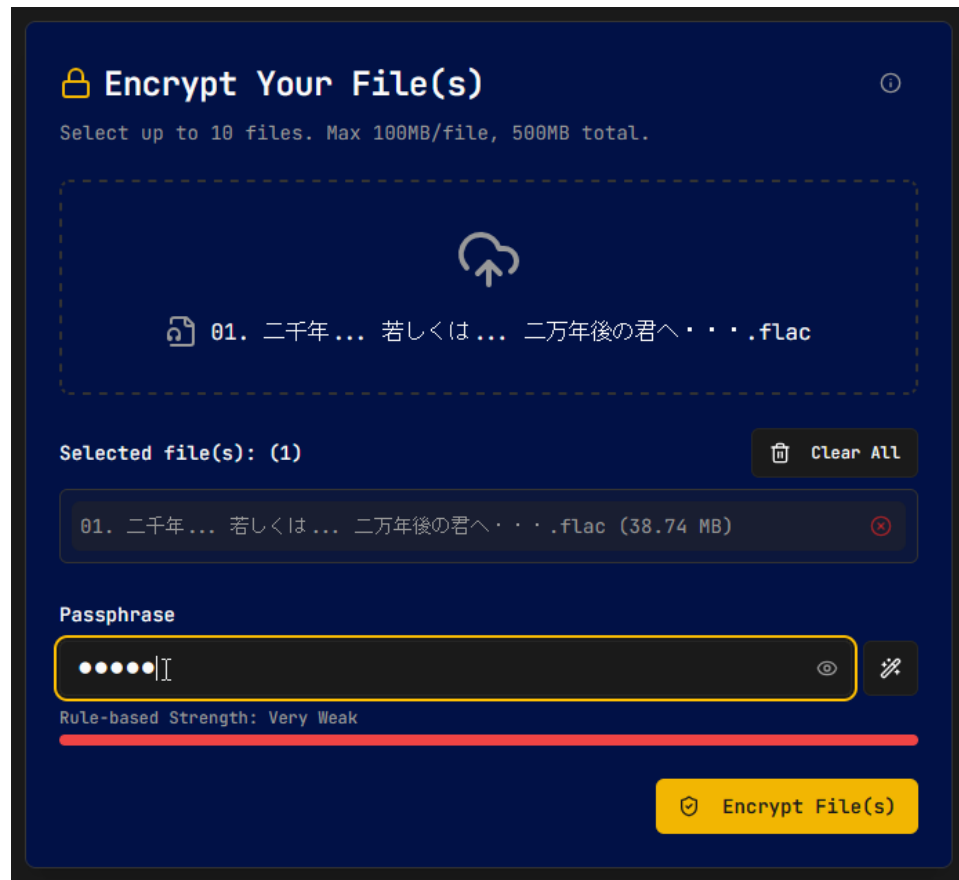 Encrypt Your File(s)
Select up to 10 files. Max 100MB/file, 500MB total.
01. 二千年... 若しくは... 二万年後の君へ・・・.flac
Selected file(s): (1)
Clear All
01. 二千年... 若しくは... 二万年後の君へ・・・.flac (38.74 MB)
Passphrase
●●●●●
Rule-based Strength: Very Weak
Encrypt File(s)